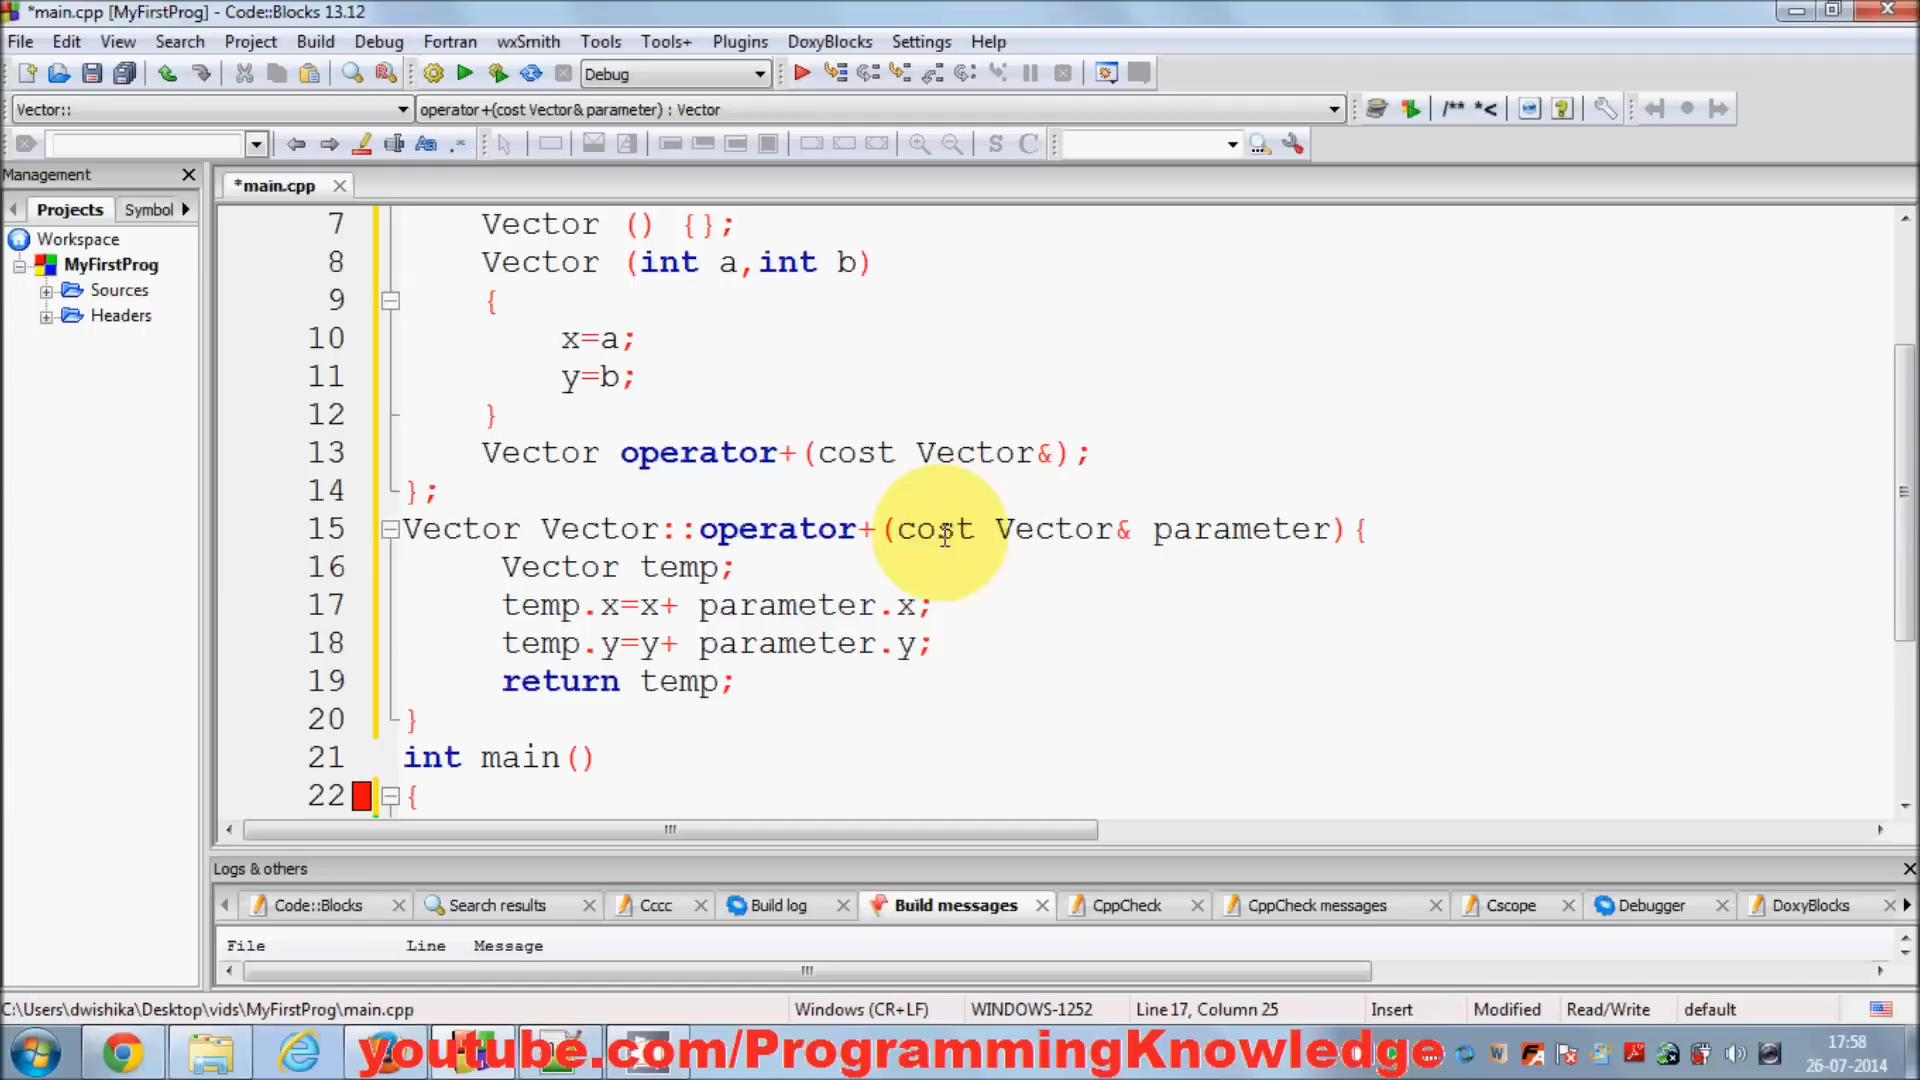 *main.cpp [MyFirstProg] - Code::Blocks 13.12
File Edit View Search Project Build Debug Fortran wxSmith Tools Tools+ Plugins DoxyBlocks Settings Help
Debug
/** *<
Vector:: operator+(cost Vector& parameter) : Vector
S C
Management
*main.cpp
Projects Symbol
Workspace
MyFirstProg
Sources
Headers
7 Vector () {};
8 Vector (int a,int b)
9 {
10 x=a;
11 y=b;
12 }
13 Vector operator+(cost Vector&);
14 };
15 Vector Vector::operator+(cost Vector& parameter){
16 Vector temp;
17 temp.x=x+ parameter.x;
18 temp.y=y+ parameter.y;
19 return temp;
20 }
21 int main()
22 {
Logs & others
Code::Blocks Search results Cccc Build log Build messages CppCheck CppCheck messages Cscope Debugger DoxyBlocks
File Line Message
C:\Users\dwishika\Desktop\vids\MyFirstProg\main.cpp Windows (CR+LF) WINDOWS-1252 Line 17, Column 25 Insert Modified Read/Write default
youtube.com/ProgrammingKnowledge
17:58
26-07-2014